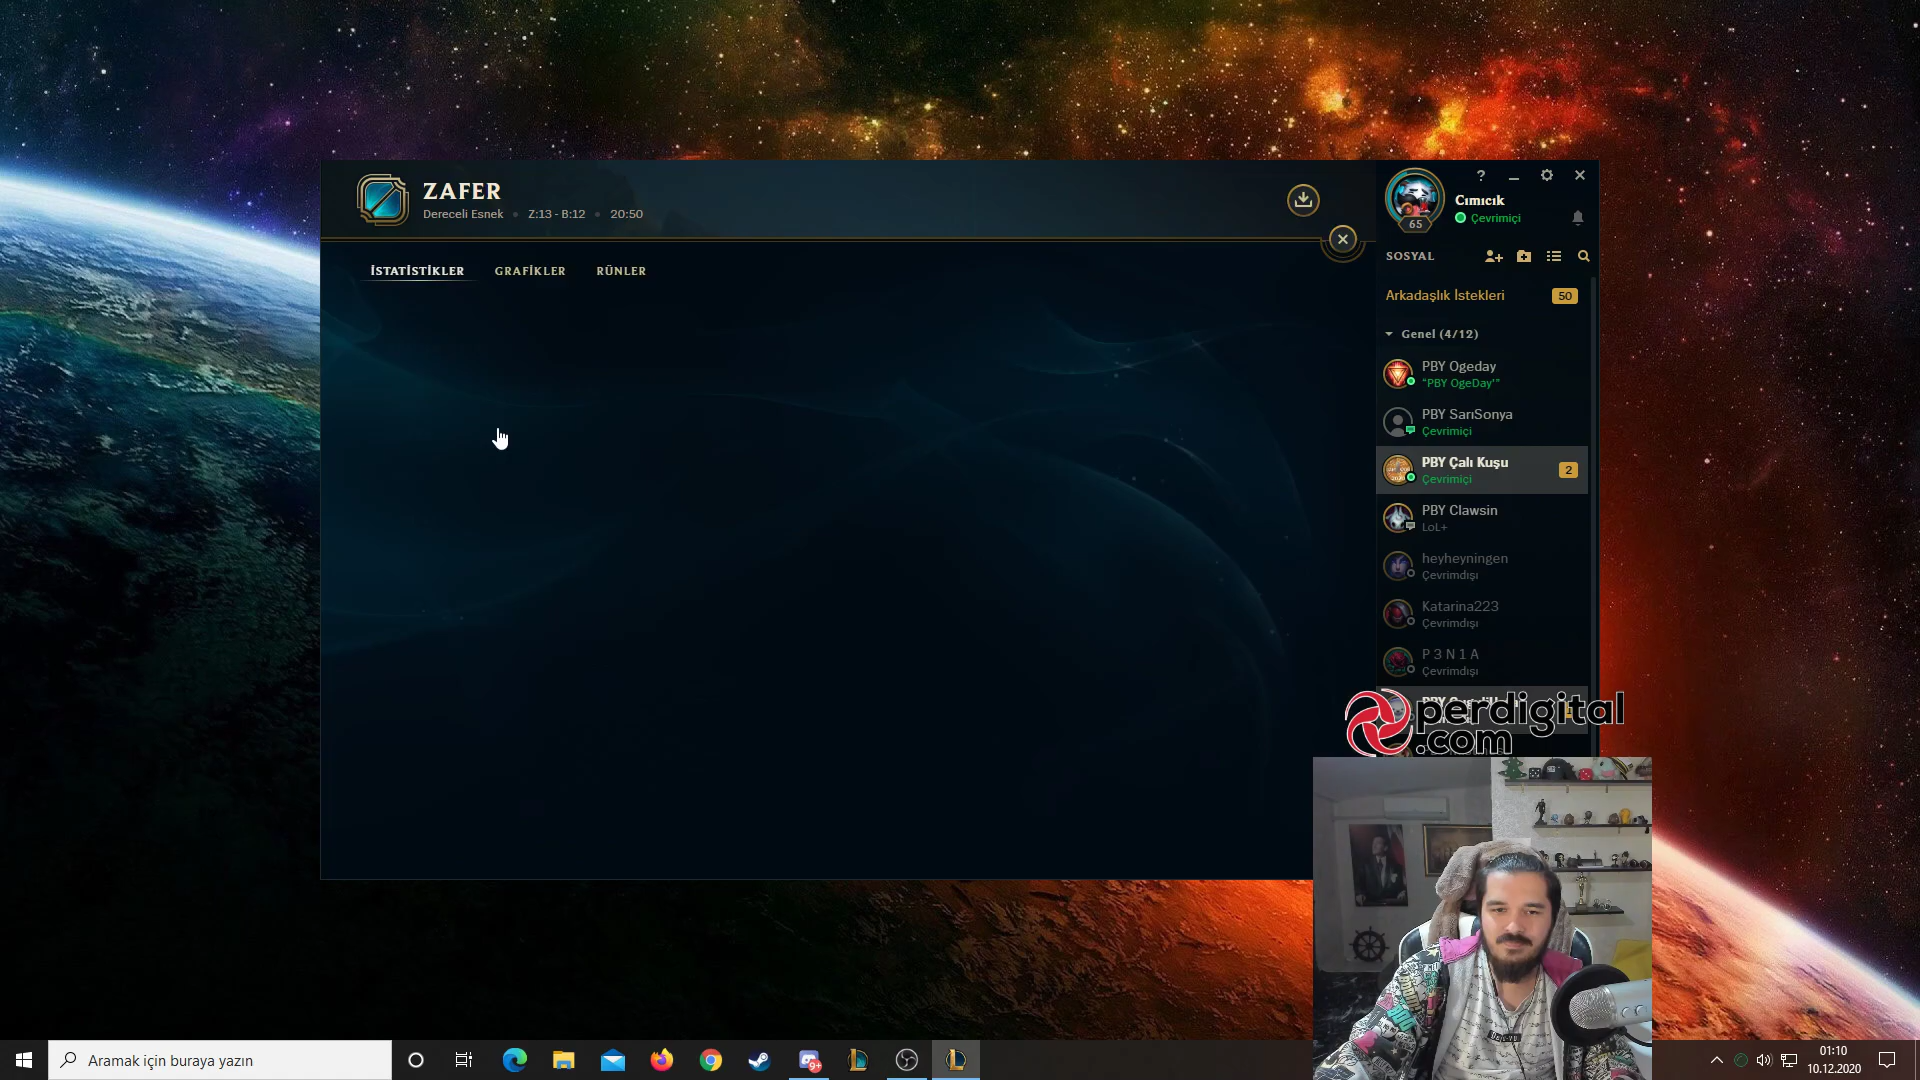 ZAFER
Dereceli Esnek • Z:13 - B:12 • 20:50
İSTATİSTİKLER GRAFİKLER RÜNLER
?
65
Cımıcık
Çevrimiçi
SOSYAL
Arkadaşlık İstekleri 50
Genel (4/12)
PBY Ogeday
"PBY OgeDay'"
PBY SarıSonya
Çevrimiçi
PBY Çalı Kuşu
Çevrimiçi
2
PBY Clawsin
LoL+
heyheyningen
Çevrimdışı
Katarina223
Çevrimdışı
P 3 N 1 A
Çevrimdışı
perdigital
.com
Aramak için buraya yazın
9+
01:10
10.12.2020